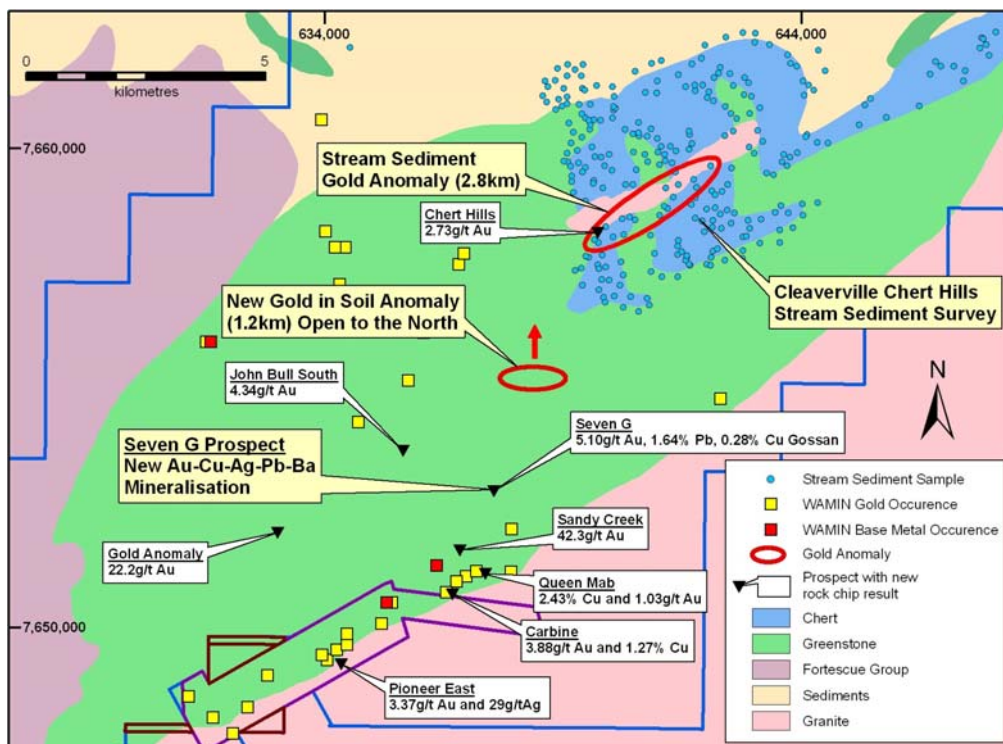 634,000
644,000
0
5
kilometres
7,660,000
Stream Sediment
Gold Anomaly (2.8km)
Chert Hills
2.73g/t Au
New Gold in Soil Anomaly
(1.2km) Open to the North
Cleaverville Chert Hills
Stream Sediment Survey
John Bull South
4.34g/t Au
N
Seven G
5.10g/t Au, 1.64% Pb, 0.28% Cu Gossan
Seven G Prospect
New Au-Cu-Ag-Pb-Ba
Mineralisation
Gold Anomaly
22.2g/t Au
Sandy Creek
42.3g/t Au
Queen Mab
2.43% Cu and 1.03g/t Au
Carbine
3.88g/t Au and 1.27% Cu
7,650,000
Pioneer East
3.37g/t Au and 29g/tAg
Stream Sediment Sample
WAMIN Gold Occurence
WAMIN Base Metal Occurence
Gold Anomaly
Prospect with new
rock chip result
Chert
Greenstone
Fortescue Group
Sediments
Granite